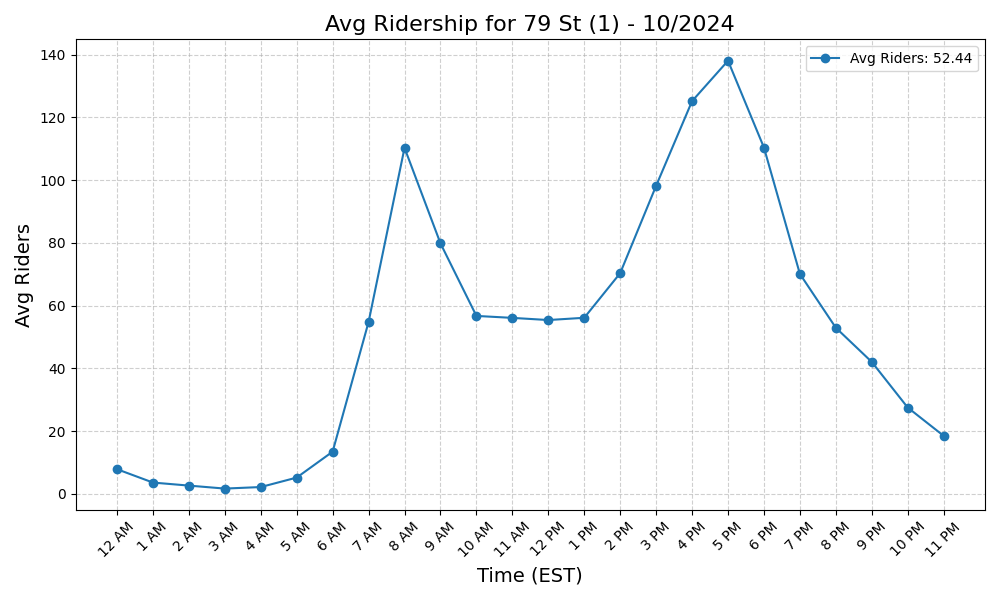 Avg Ridership for 79 St (1) - 10/2024
Avg Riders: 52.44
Avg Riders
140
120
100
80
60
40
20
0
12 AM
1 AM
2 AM
3 AM
4 AM
5 AM
6 AM
7 AM
8 AM
9 AM
10 AM
11 AM
12 PM
1 PM
2 PM
3 PM
4 PM
5 PM
6 PM
7 PM
8 PM
9 PM
10 PM
11 PM
Time (EST)